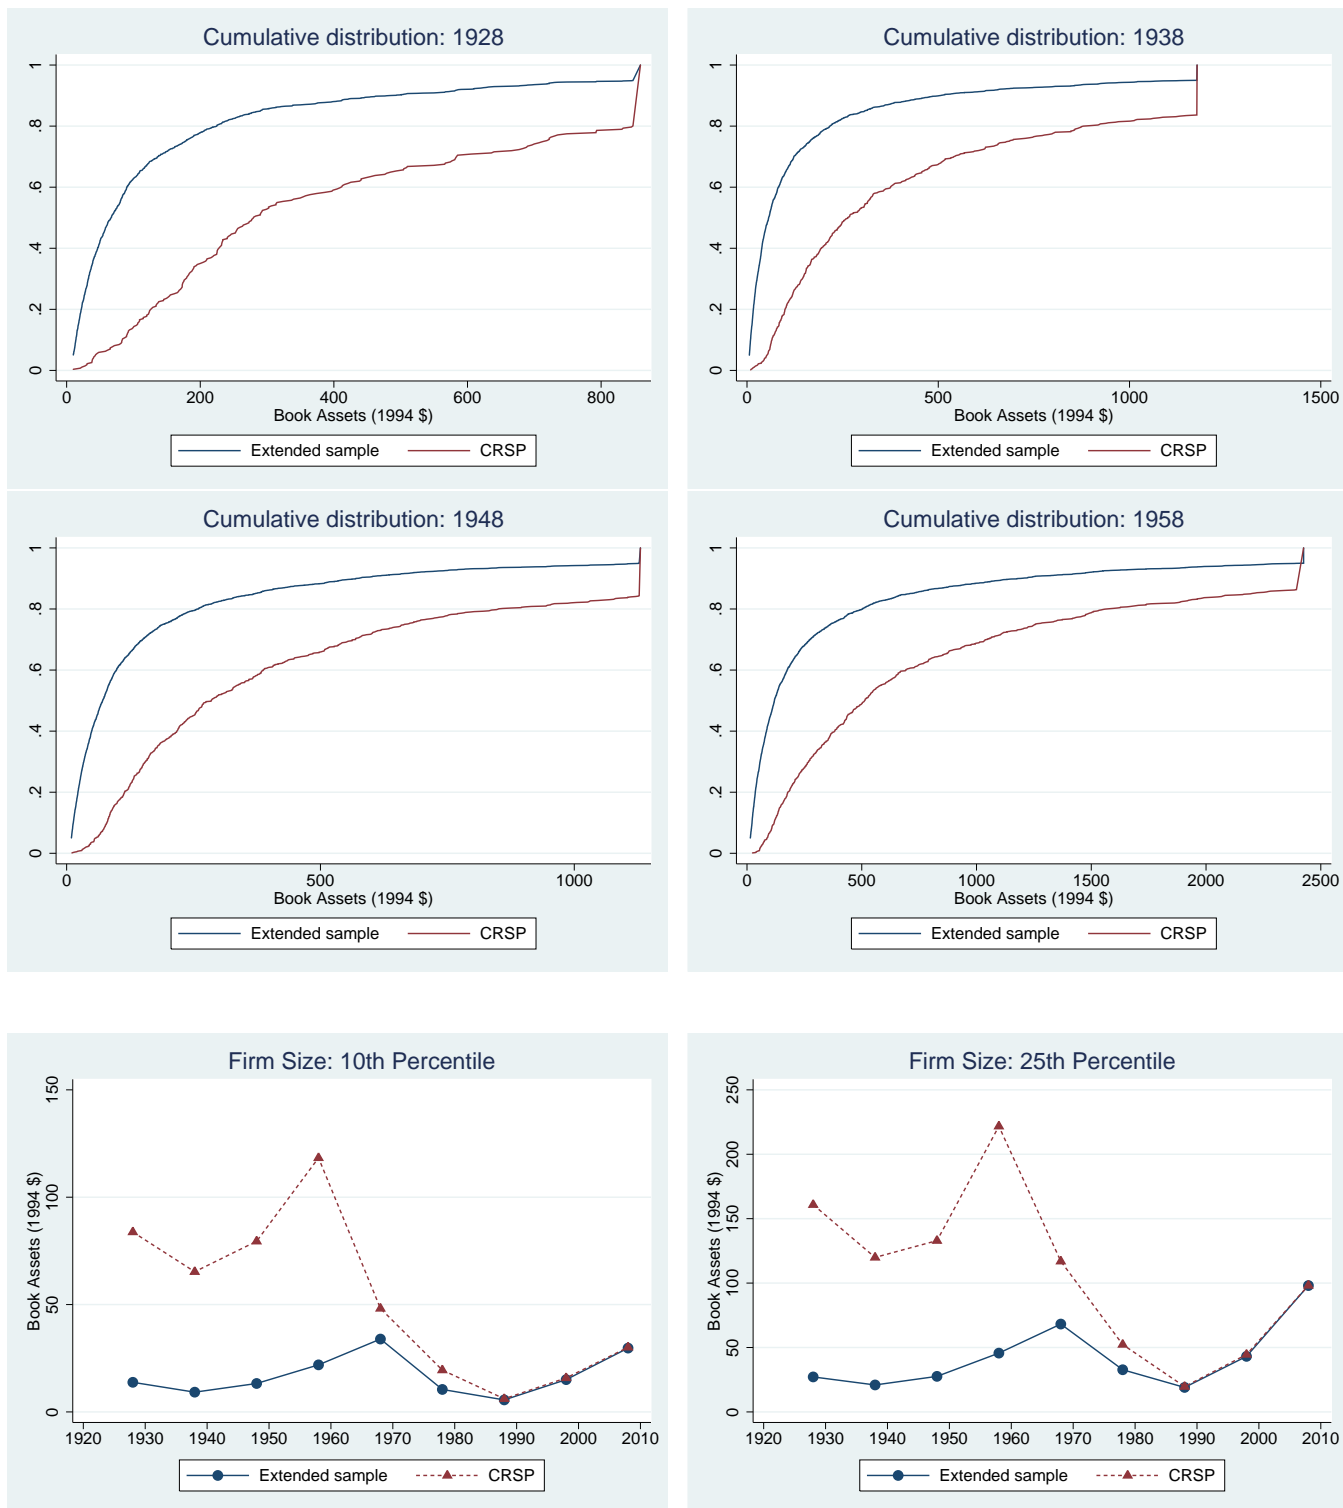 Cumulative distribution: 1928
1
.8
.6
.4
.2
0
0 200 400 600 800
Book Assets (1994 $)
Extended sample CRSP
Cumulative distribution: 1938
1
.8
.6
.4
.2
0
0 500 1000 1500
Book Assets (1994 $)
Extended sample CRSP
Cumulative distribution: 1948
1
.8
.6
.4
.2
0
0 500 1000
Book Assets (1994 $)
Extended sample CRSP
Cumulative distribution: 1958
1
.8
.6
.4
.2
0
0 500 1000 1500 2000 2500
Book Assets (1994 $)
Extended sample CRSP
Firm Size: 10th Percentile
Book Assets (1994 $)
150
100
50
0
1920 1930 1940 1950 1960 1970 1980 1990 2000 2010
Extended sample CRSP
Firm Size: 25th Percentile
Book Assets (1994 $)
250
200
150
100
50
0
1920 1930 1940 1950 1960 1970 1980 1990 2000 2010
Extended sample CRSP